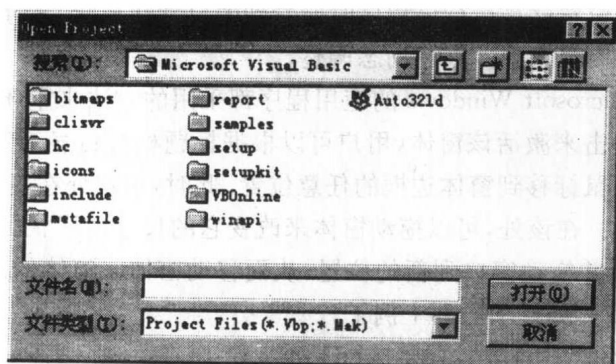 Open Project
搜索(I): Microsoft Visual Basic
bitmaps report Auto32ld
clisvr samples
hc setup
icons setupkit
include VBOnline
metafile winapi
文件名(N): 打开(O)
文件类型(T): Project Files(*.Vbp;*.Mak) 取消